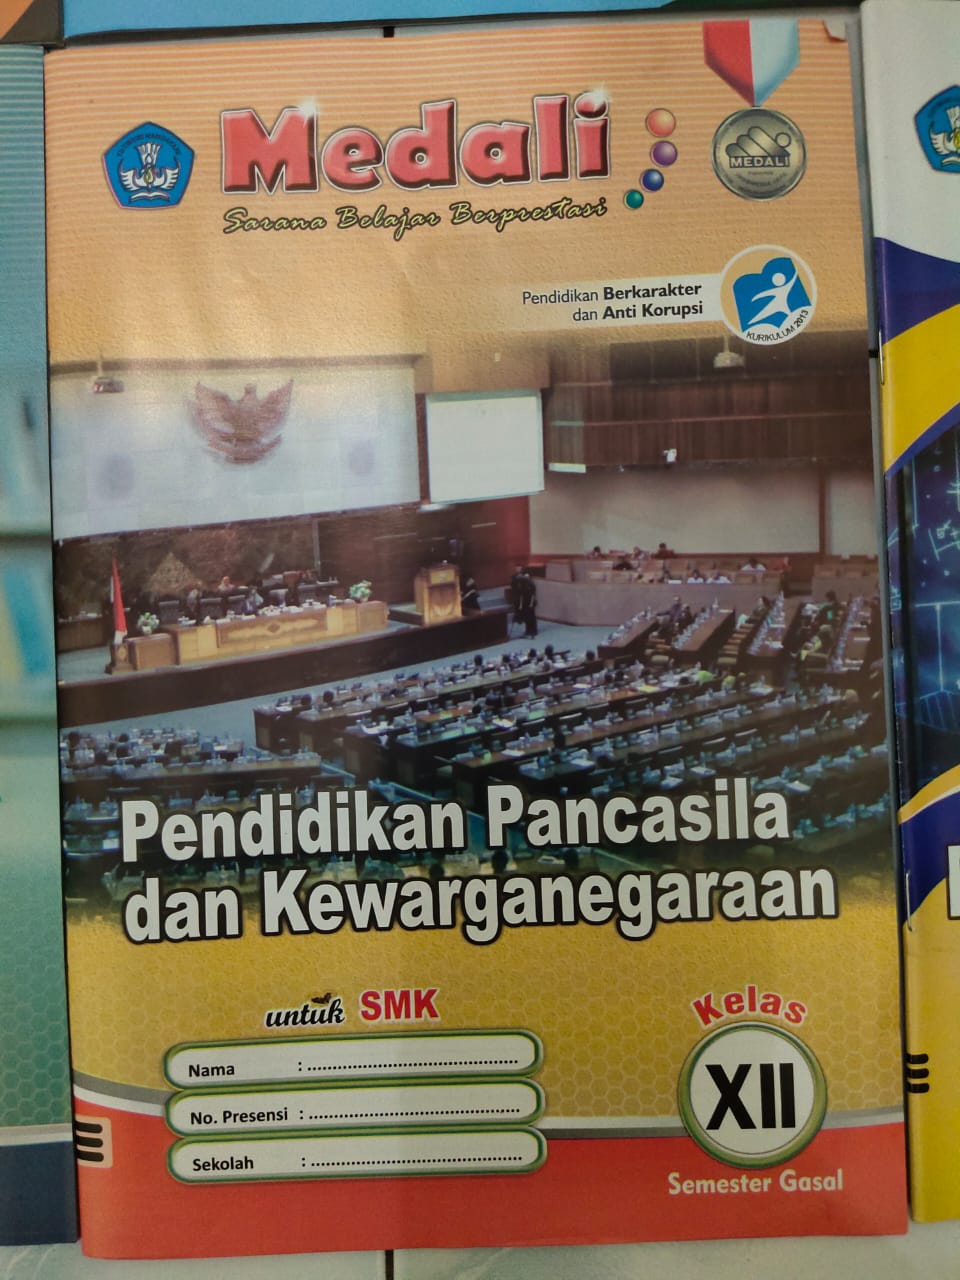 Medali
Sarana Belajar Berprestasi
MEDALI
Pendidikan Berkarakter
dan Anti Korupsi
KURIKULUM 2013
Pendidikan Pancasila
dan Kewarganegaraan
untuk SMK
Nama : ........................................
No. Presensi : ........................................
Sekolah : ........................................
Kelas
XII
Semester Gasal